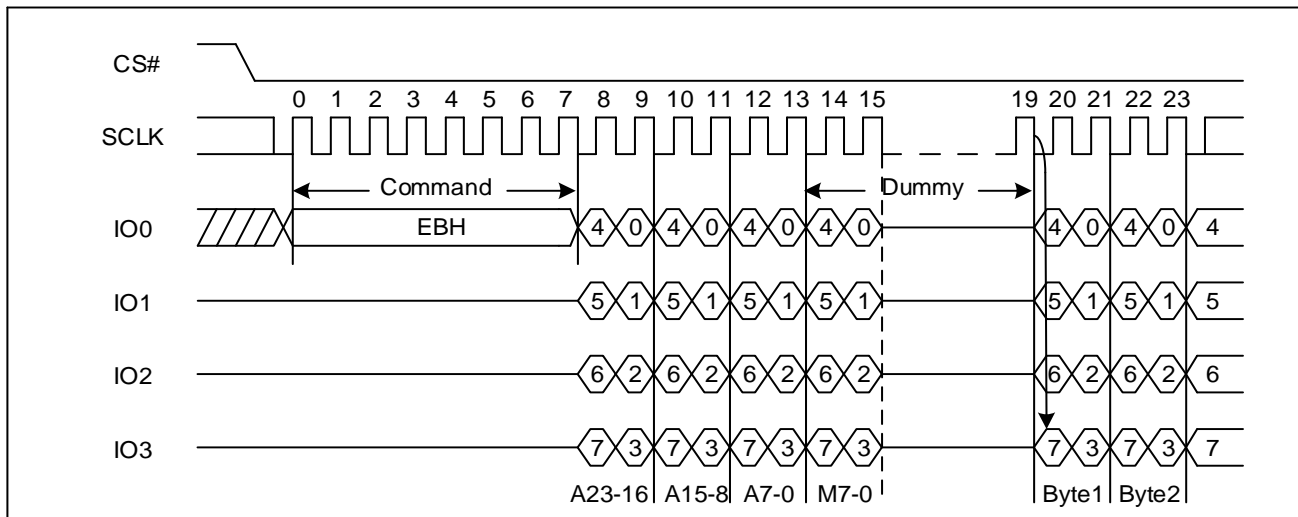 CS#
0 1 2 3 4 5 6 7 8 9 10 11 12 13 14 15 19 20 21 22 23
SCLK
Command Dummy
IO0 EBH 4 0 4 0 4 0 4 0 4 0 4 0 4
IO1 5 1 5 1 5 1 5 1 5 1 5 1 5
IO2 6 2 6 2 6 2 6 2 6 2 6 2 6
IO3 7 3 7 3 7 3 7 3 7 3 7 3 7
A23-16 A15-8 A7-0 M7-0 Byte1 Byte2